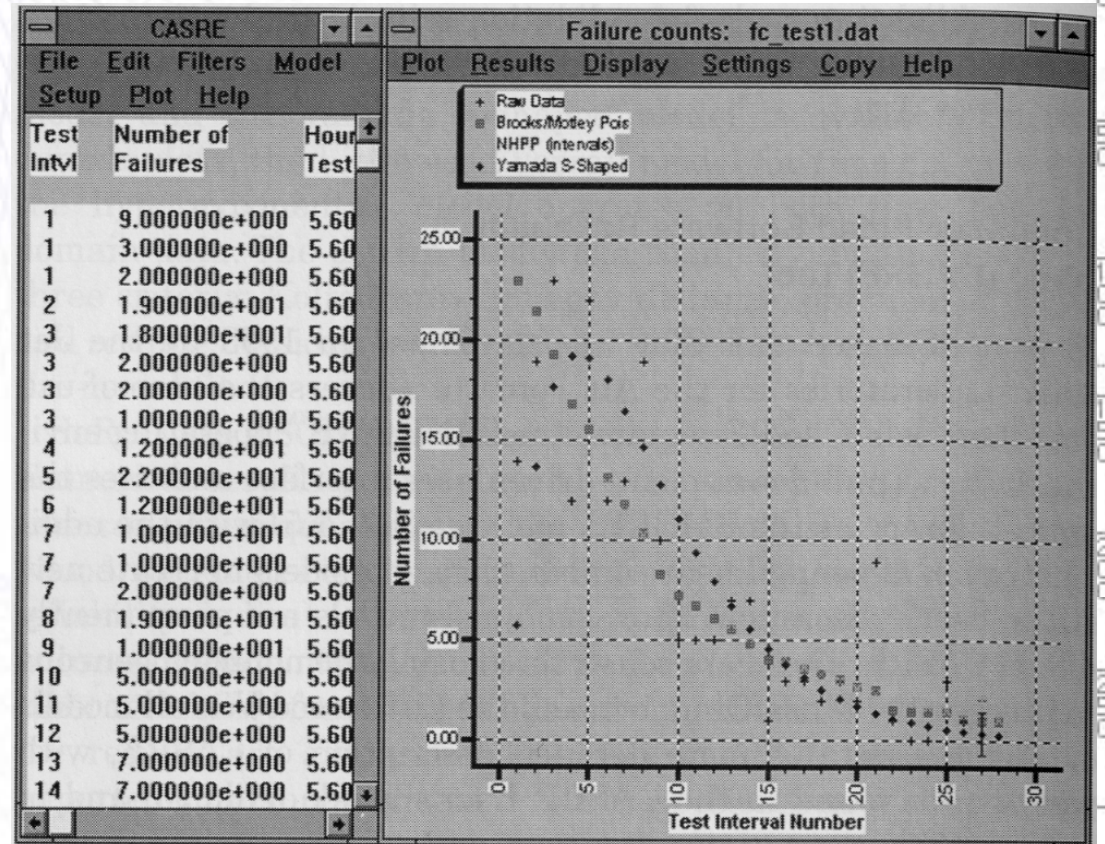 CASRE
File Edit Filters Model
Setup Plot Help
Test Number of Hour
Intvl Failures Test
1 9.000000e+000 5.60
1 3.000000e+000 5.60
1 2.000000e+000 5.60
2 1.900000e+001 5.60
3 1.800000e+001 5.60
3 2.000000e+000 5.60
3 2.000000e+000 5.60
3 1.000000e+000 5.60
4 1.200000e+001 5.60
5 2.200000e+001 5.60
6 1.200000e+001 5.60
7 1.000000e+001 5.60
7 1.000000e+000 5.60
7 2.000000e+000 5.60
8 1.900000e+001 5.60
9 1.000000e+001 5.60
10 5.000000e+000 5.60
11 5.000000e+000 5.60
12 5.000000e+000 5.60
13 7.000000e+000 5.60
14 7.000000e+000 5.60
Failure counts: fc_test1.dat
Plot Results Display Settings Copy Help
Raw Data
Brooks/Motley Pois
NHPP (intervals)
Yamada S-Shaped
Number of Failures
25.00
20.00
15.00
10.00
5.00
0.00
0 5 10 15 20 25 30
Test Interval Number